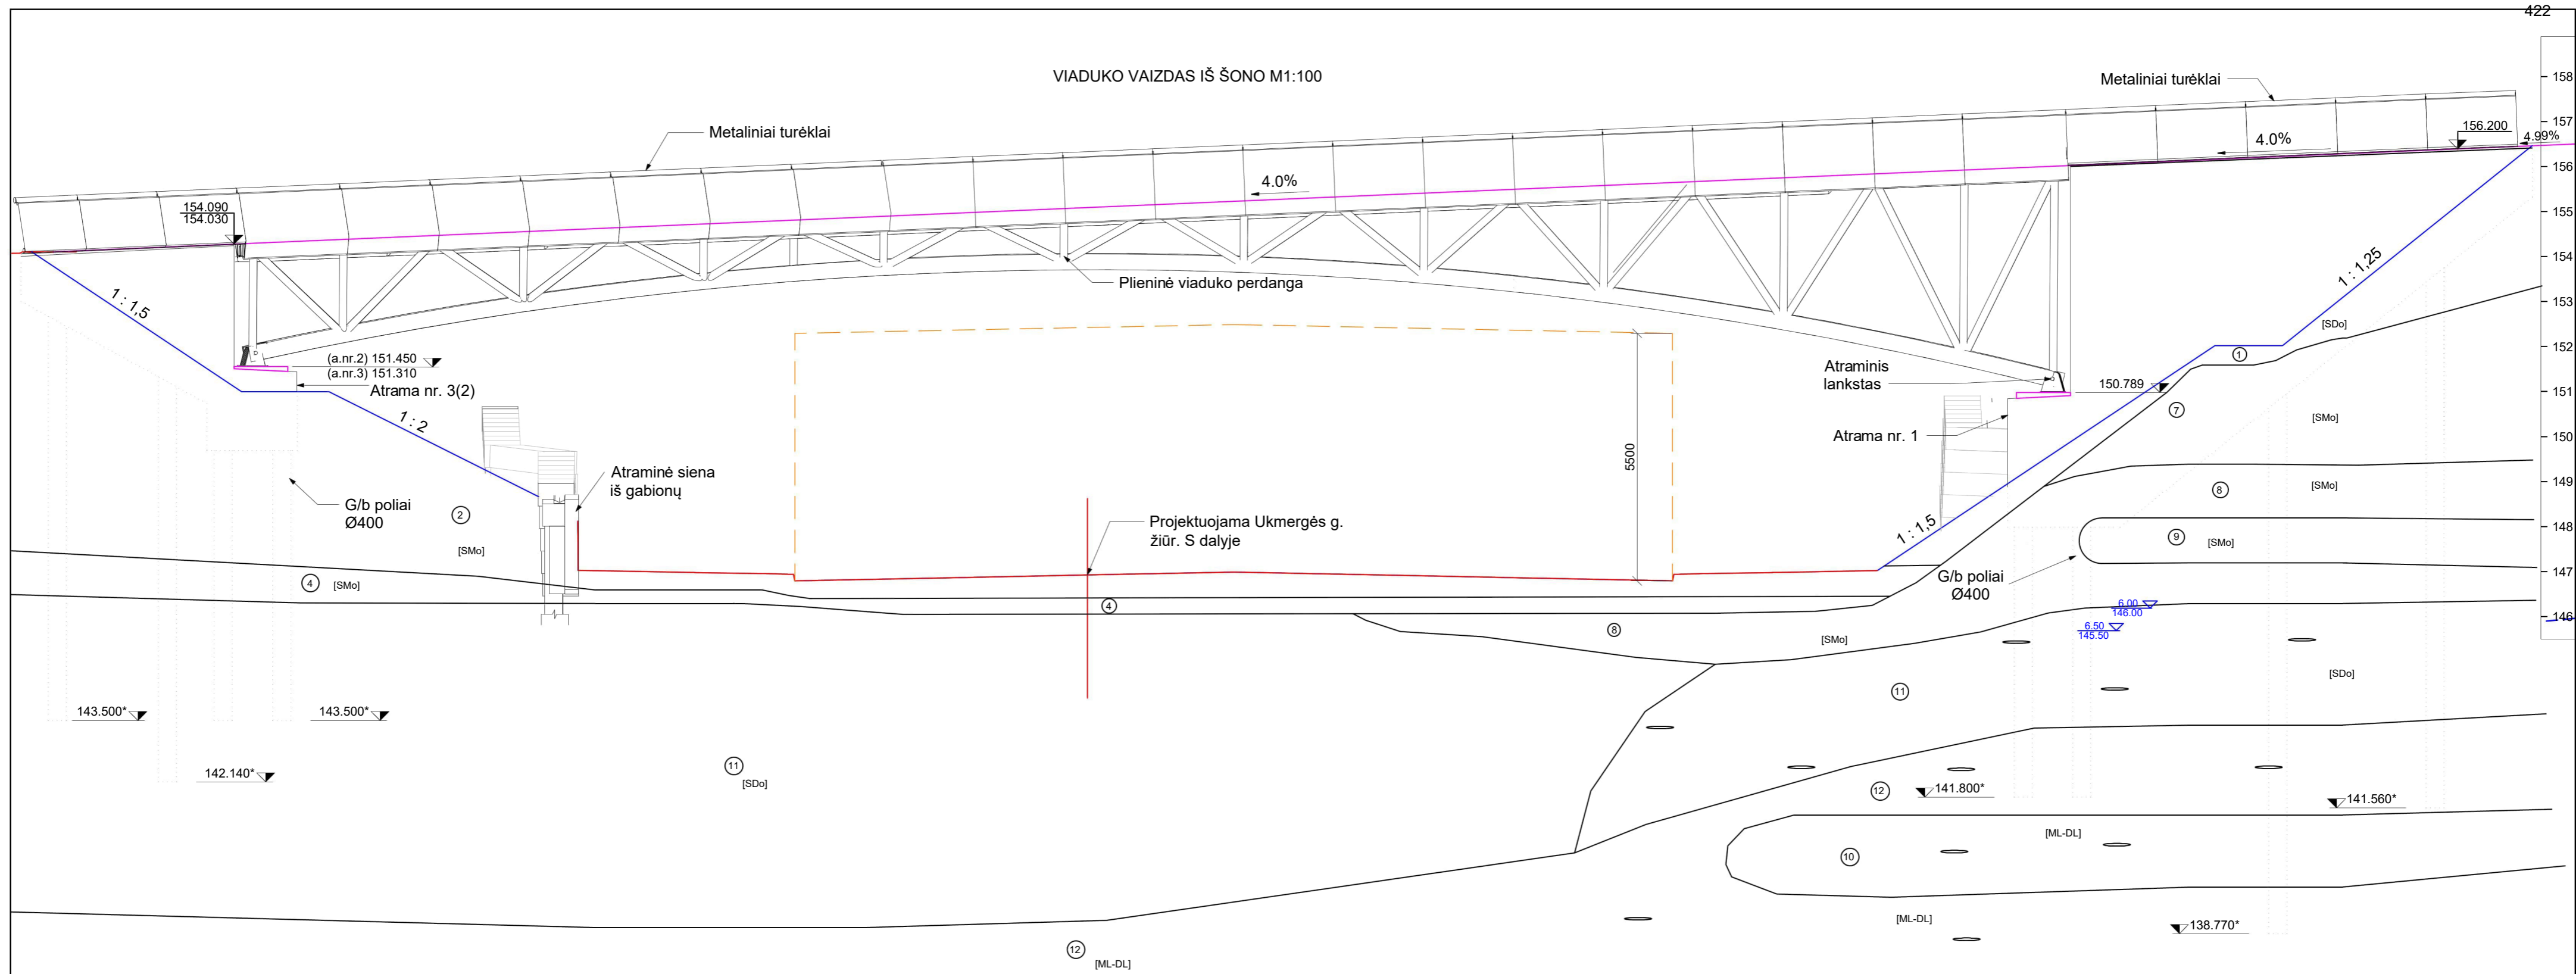 422
VIADUKO VAIZDAS IŠ ŠONO M1:100
Metaliniai turėklai
Metaliniai turėklai
158
157
156
155
154
153
152
151
150
149
148
147
146
156.200
4.99%
4.0%
4.0%
154.090
154.030
1 : 1,5
1 : 1,25
Plieninė viaduko perdanga
[SDo]
1
(a.nr.2) 151.450
(a.nr.3) 151.310
Atrama nr. 3(2)
Atraminis
lankstas
150.789
7
[SMo]
1 : 2
5500
Atrama nr. 1
Atraminė siena
iš gabionų
G/b poliai
Ø400
2
[SMo]
8
[SMo]
Projektuojama Ukmergės g.
žiūr. S dalyje
1 : 1,5
9
[SMo]
4
[SMo]
G/b poliai
Ø400
4
6.00
146.00
6.50
145.50
8
[SMo]
[SDo]
11
143.500*
143.500*
142.140*
11
[SDo]
12
141.800*
141.560*
[ML-DL]
10
[ML-DL]
138.770*
12
[ML-DL]